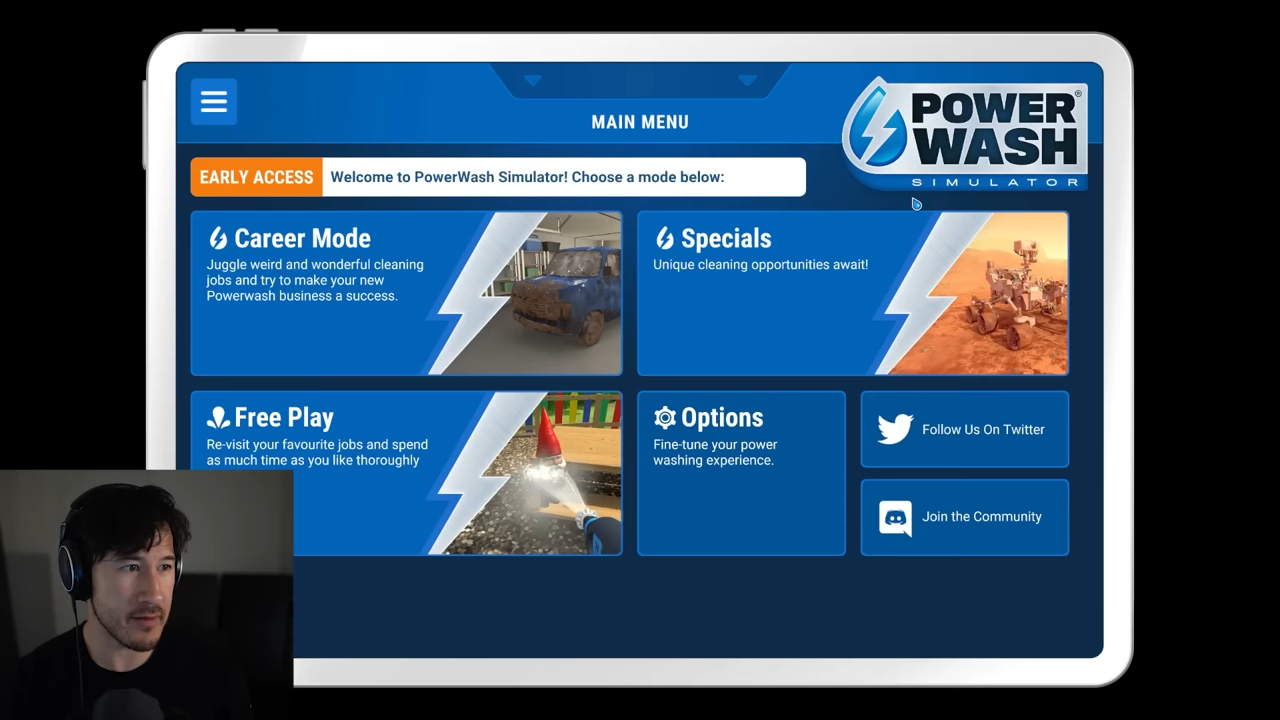 MAIN MENU
POWER®
WASH
SIMULATOR
EARLY ACCESS Welcome to PowerWash Simulator! Choose a mode below:
Career Mode
Juggle weird and wonderful cleaning
jobs and try to make your new
Powerwash business a success.
Specials
Unique cleaning opportunities await!
Free Play
Re-visit your favourite jobs and spend
as much time as you like thoroughly
Options
Fine-tune your power
washing experience.
Follow Us On Twitter
Join the Community